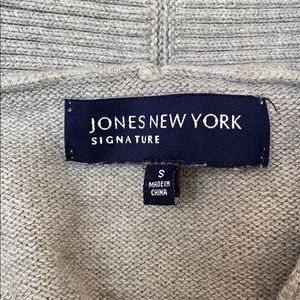 JONES NEW YORK
SIGNATURE
S
MADE IN
CHINA